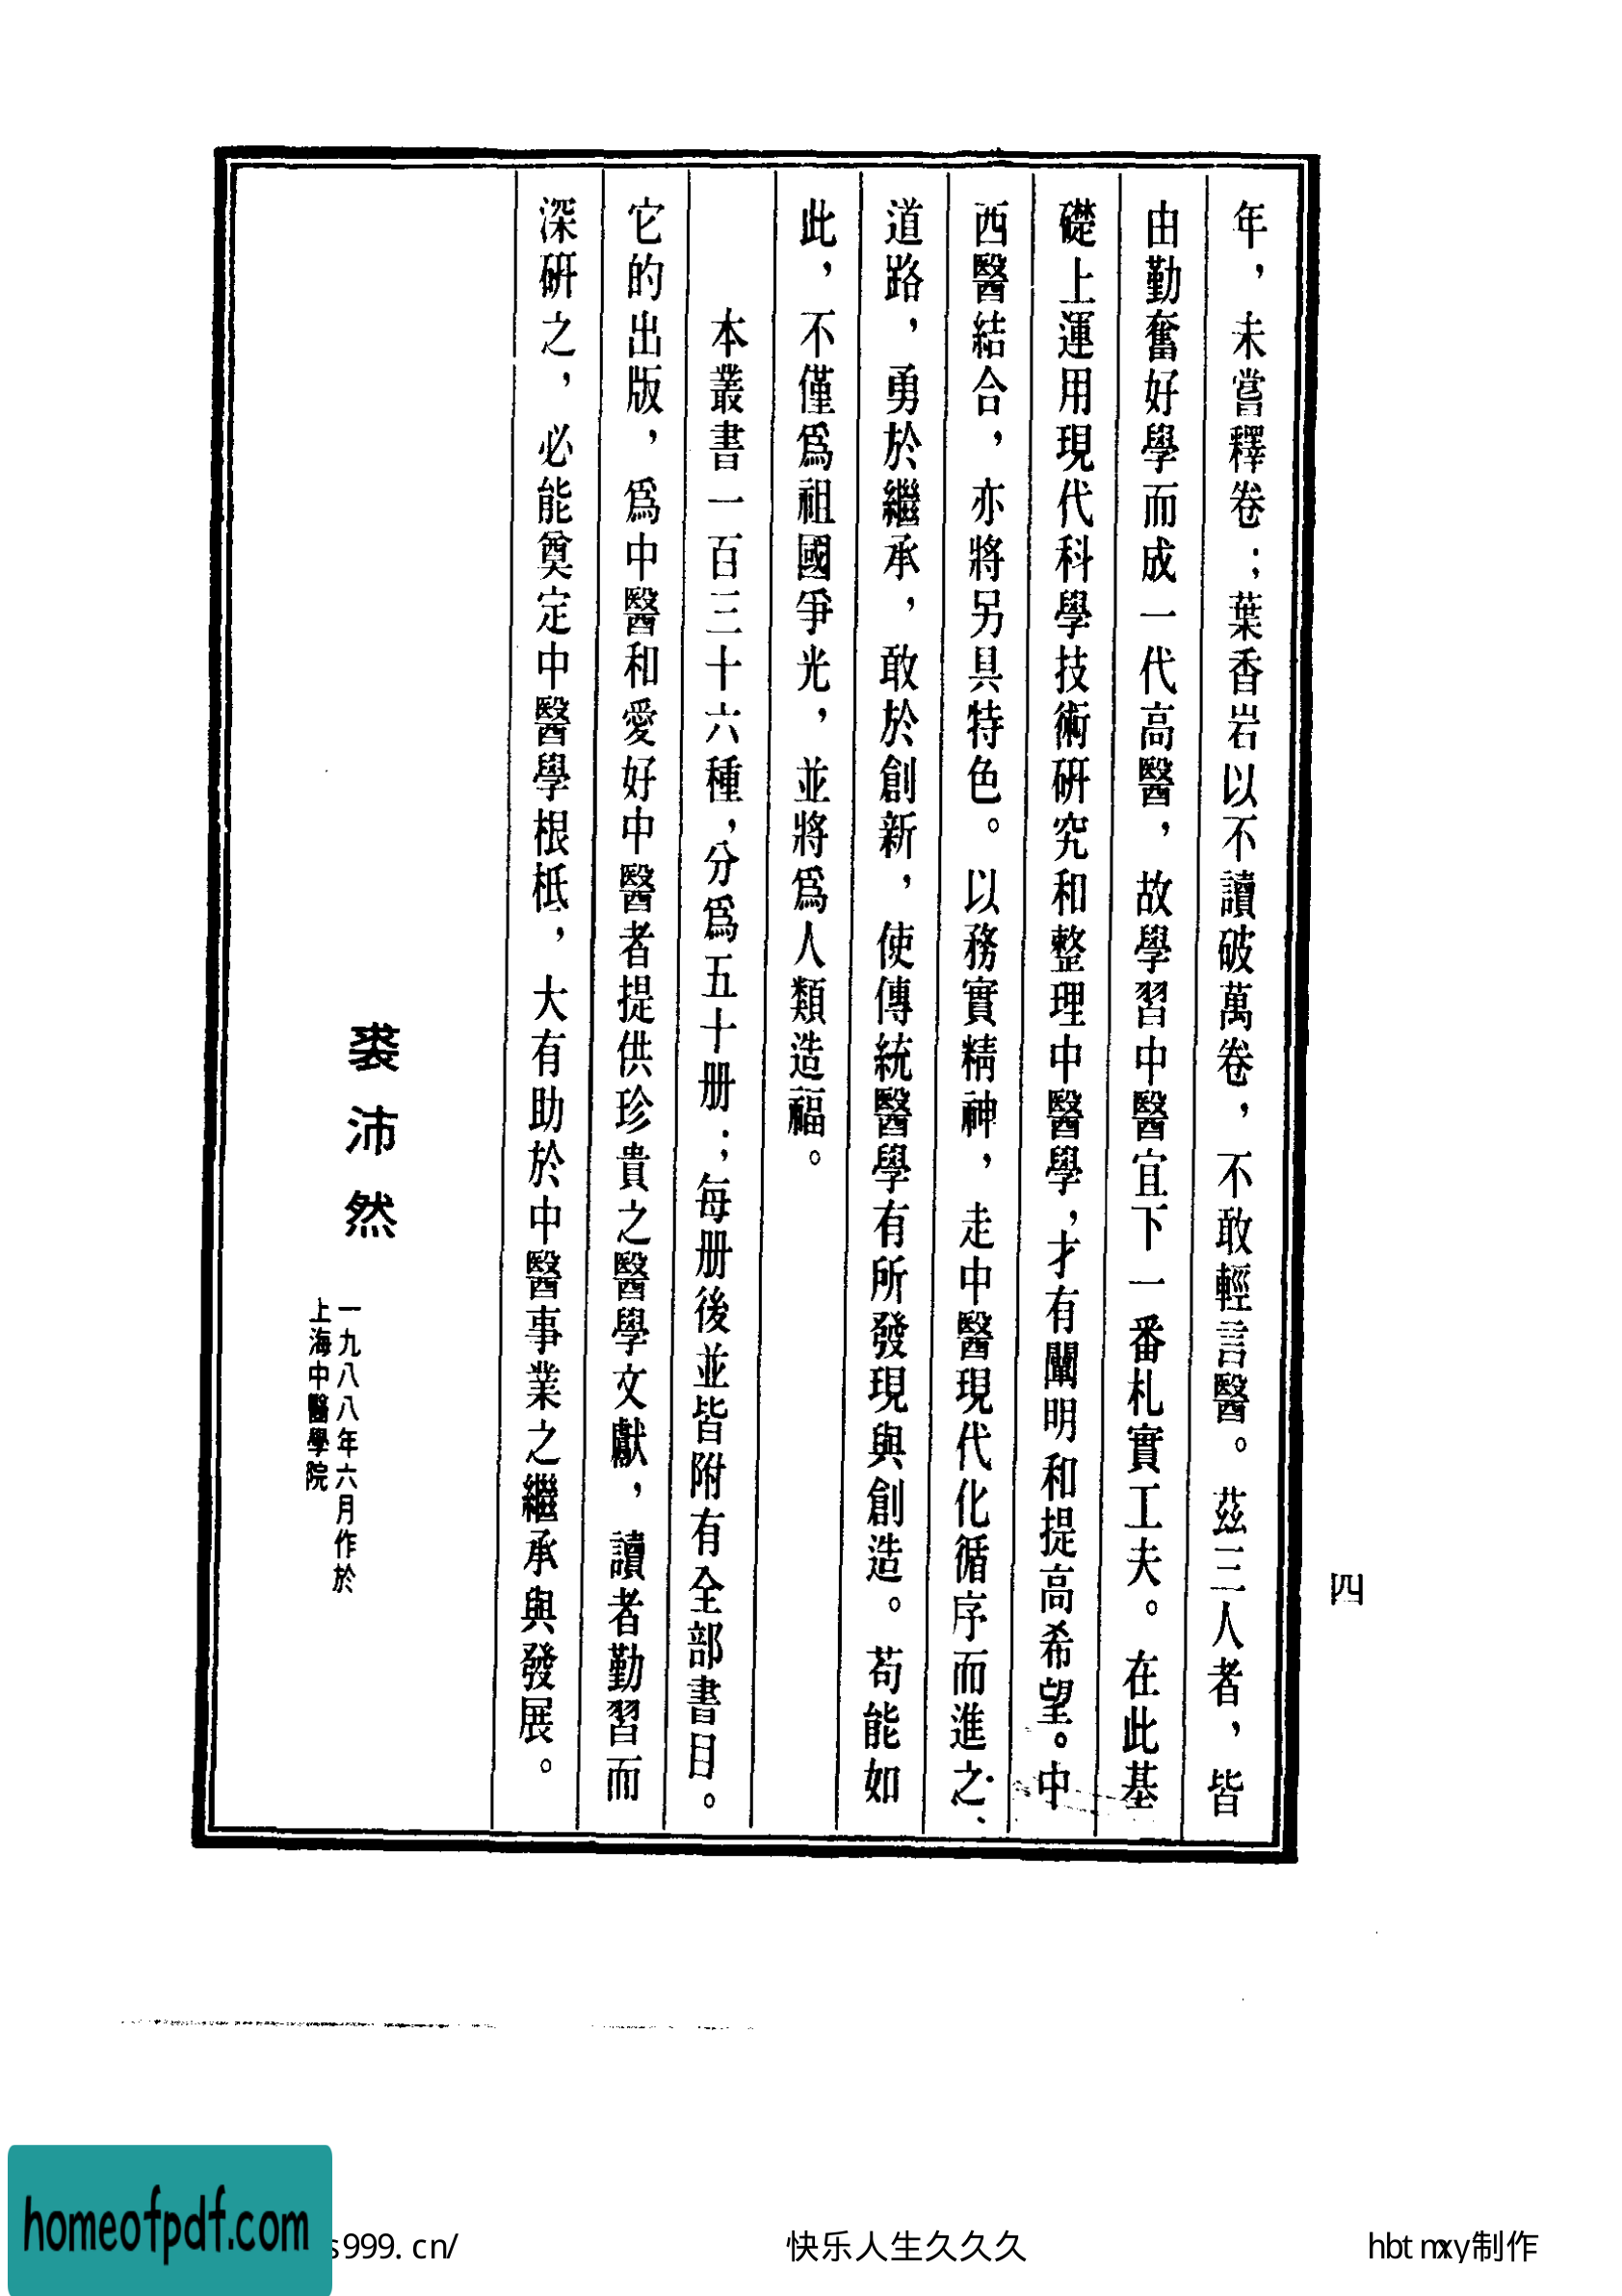 四
年，未嘗釋卷；葉香岩以不讀破萬卷，不敢輕言醫。茲三人者，皆
由勤奮好學而成一代高醫，故學習中醫宜下一番札實工夫。在此基
礎上運用現代科學技術研究和整理中醫學，才有闡明和提高希望。中
西醫結合，亦將另具特色。以務實精神，走中醫現代化循序而進之
道路，勇於繼承，敢於創新，使傳統醫學有所發現與創造。苟能如
此，不僅爲祖國爭光，並將爲人類造福。
本叢書一百三十六種，分爲五十册；每册後並皆附有全部書目。
它的出版，爲中醫和愛好中醫者提供珍貴之醫學文獻，讀者勤習而
深研之，必能奠定中醫學根柢，大有助於中醫事業之繼承與發展。
裘沛然
一九八八年六月作於
上海中醫學院
homeofpdf.com
s999.cn/
快乐人生久久久
hbtmxy制作